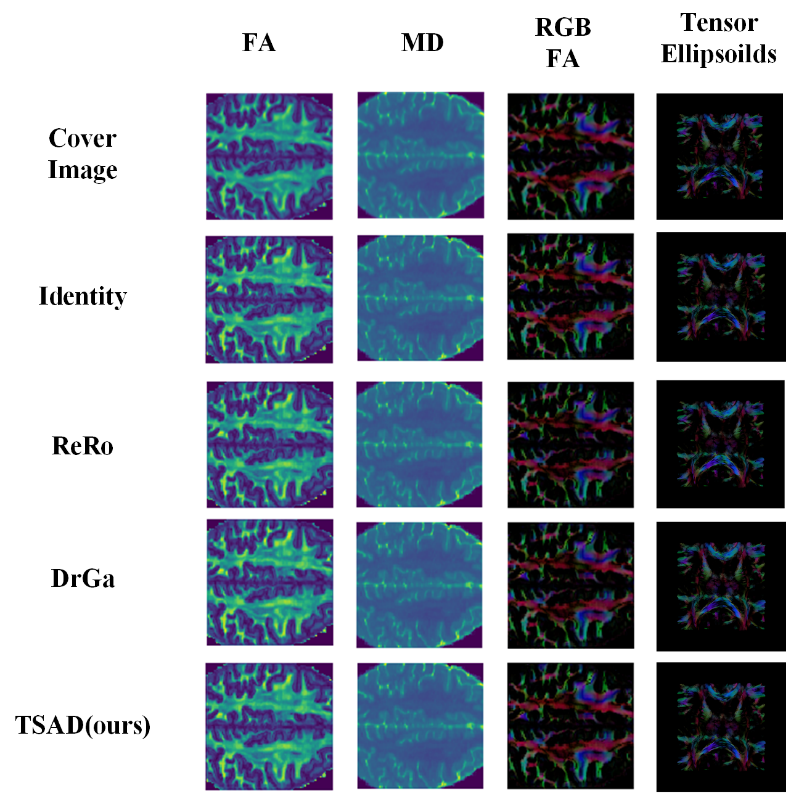 FA
MD
RGB
FA
Tensor
Ellipsoilds
Cover
Image
Identity
ReRo
DrGa
TSAD(ours)